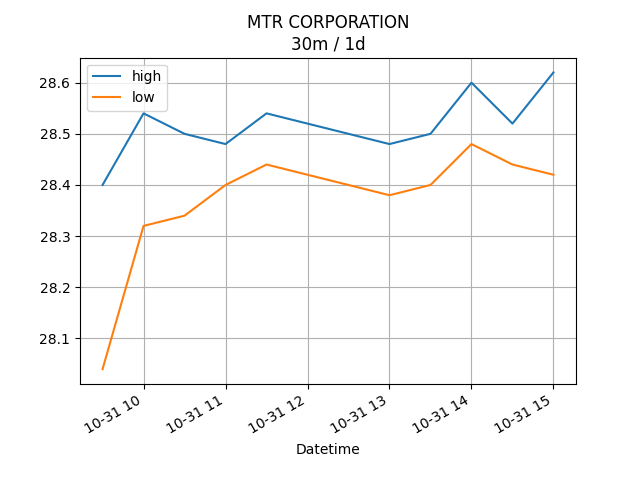 MTR CORPORATION
30m / 1d
high
low
28.6
28.5
28.4
28.3
28.2
28.1
10-31 10
10-31 11
10-31 12
10-31 13
10-31 14
10-31 15
Datetime